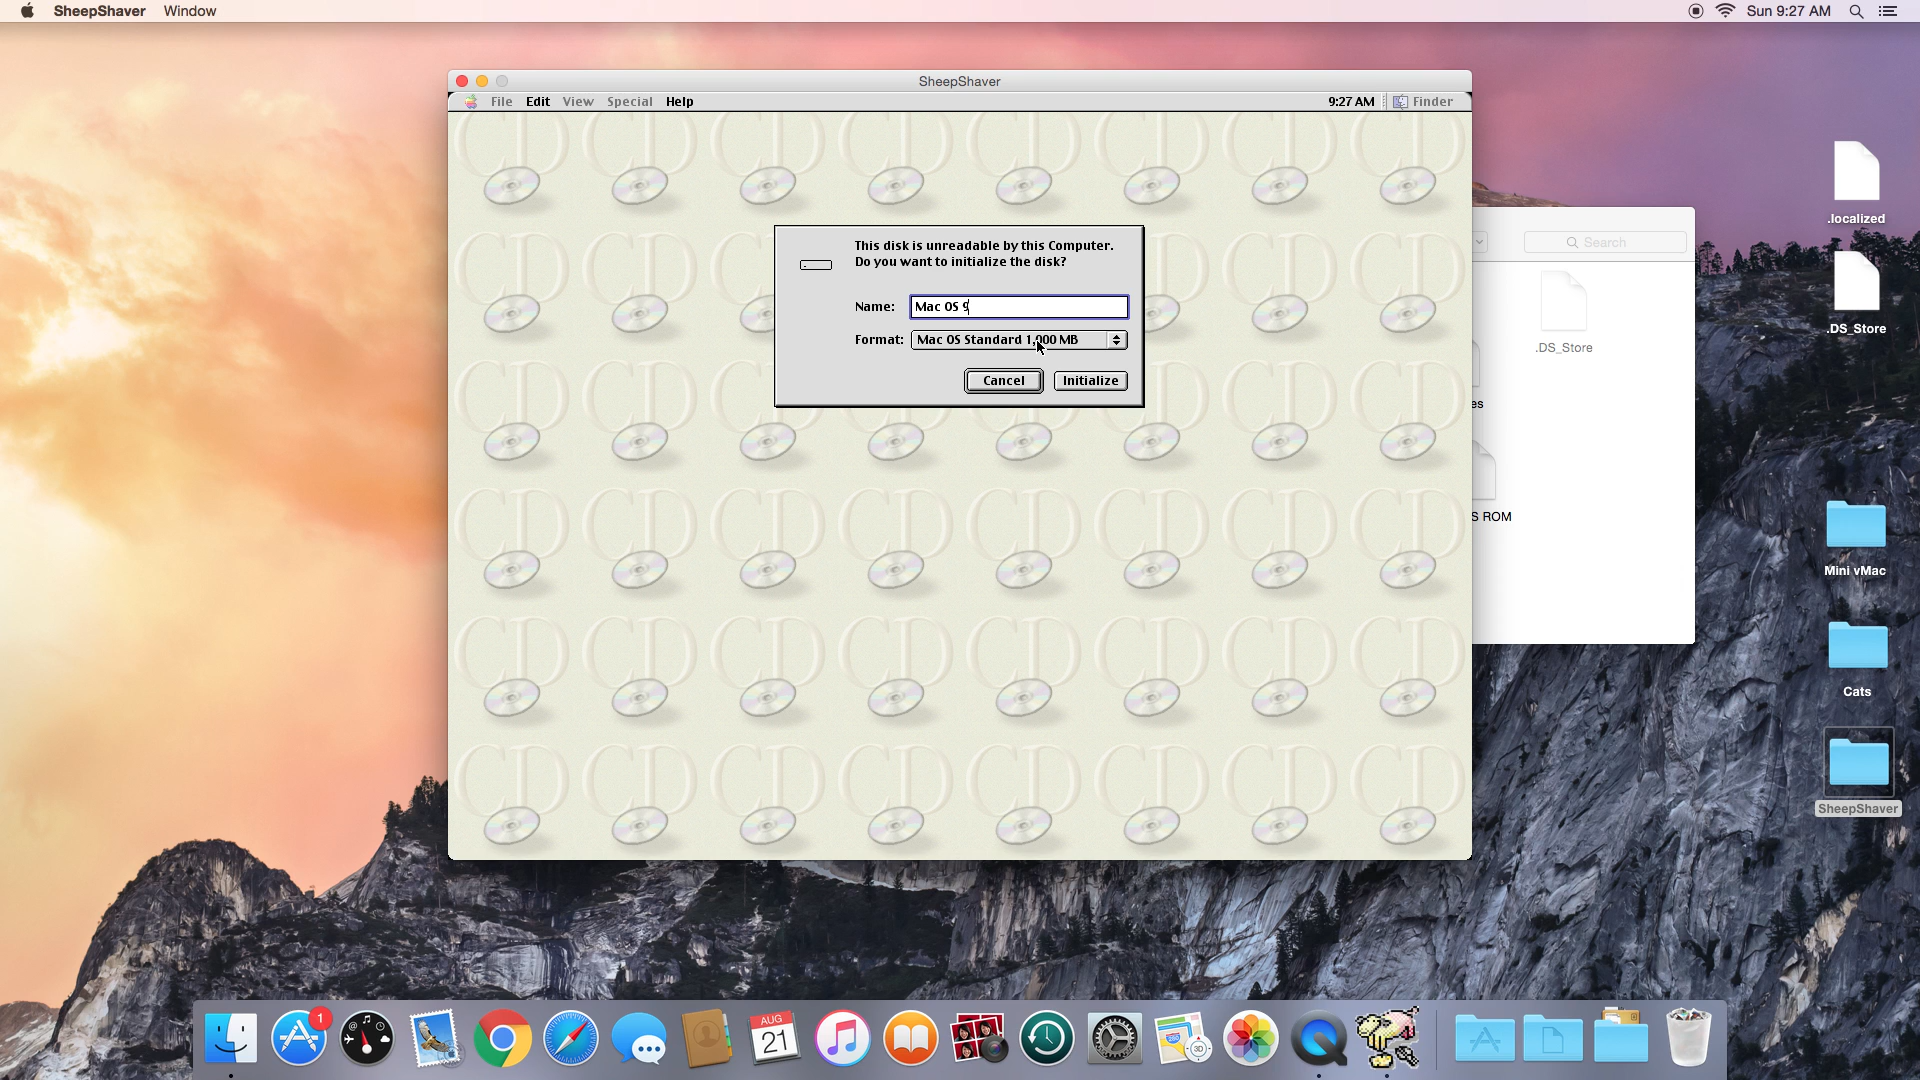 SheepShaver Window
Sun 9:27 AM
SheepShaver
File Edit View Special Help
9:27 AM Finder
This disk is unreadable by this Computer.
Do you want to initialize the disk?
Name: Mac OS 9
Format: Mac OS Standard 1,000 MB
Cancel Initialize
Search
.DS_Store
es
S ROM
.localized
.DS_Store
Mini vMac
Cats
SheepShaver
1
AUG
21